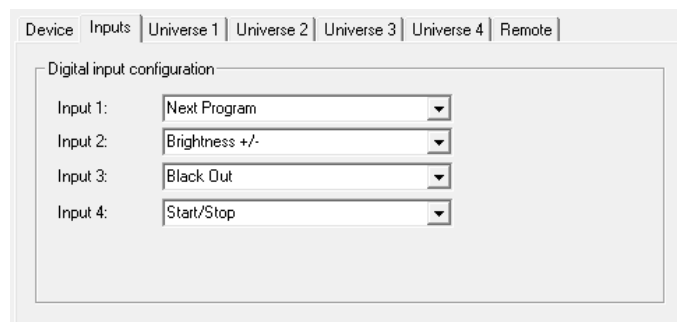 Device Inputs Universe 1 Universe 2 Universe 3 Universe 4 Remote
Digital input configuration
Input 1: Next Program
Input 2: Brightness +/-
Input 3: Black Out
Input 4: Start/Stop